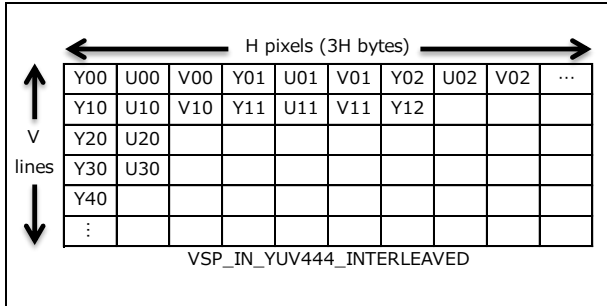 H pixels (3H bytes)
Y00 U00 V00 Y01 U01 V01 Y02 U02 V02 …
Y10 U10 V10 Y11 U11 V11 Y12
V
Y20 U20
lines
Y30 U30
Y40
⋮
VSP_IN_YUV444_INTERLEAVED